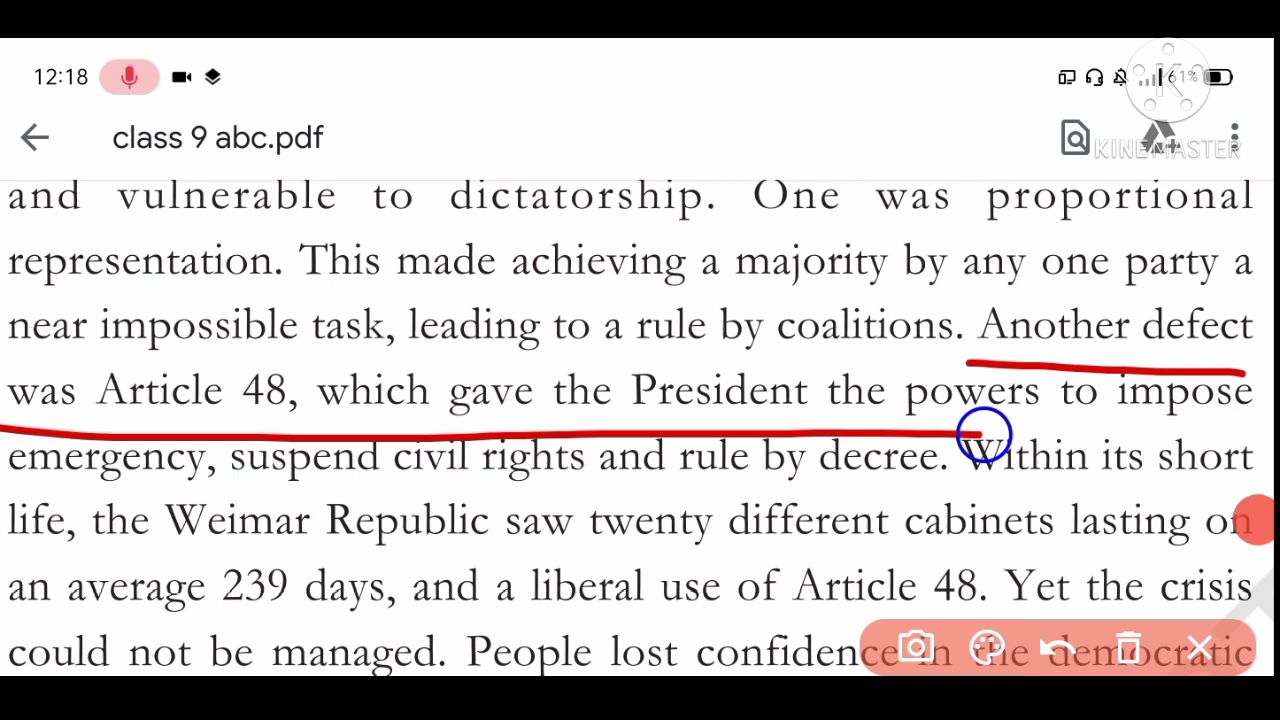 12:18
61%
class 9 abc.pdf
KINEMASTER
and vulnerable to dictatorship. One was proportional
representation. This made achieving a majority by any one party a
near impossible task, leading to a rule by coalitions. Another defect
was Article 48, which gave the President the powers to impose
emergency, suspend civil rights and rule by decree. Within its short
life, the Weimar Republic saw twenty different cabinets lasting on
an average 239 days, and a liberal use of Article 48. Yet the crisis
could not be managed. People lost confidence in the democratic